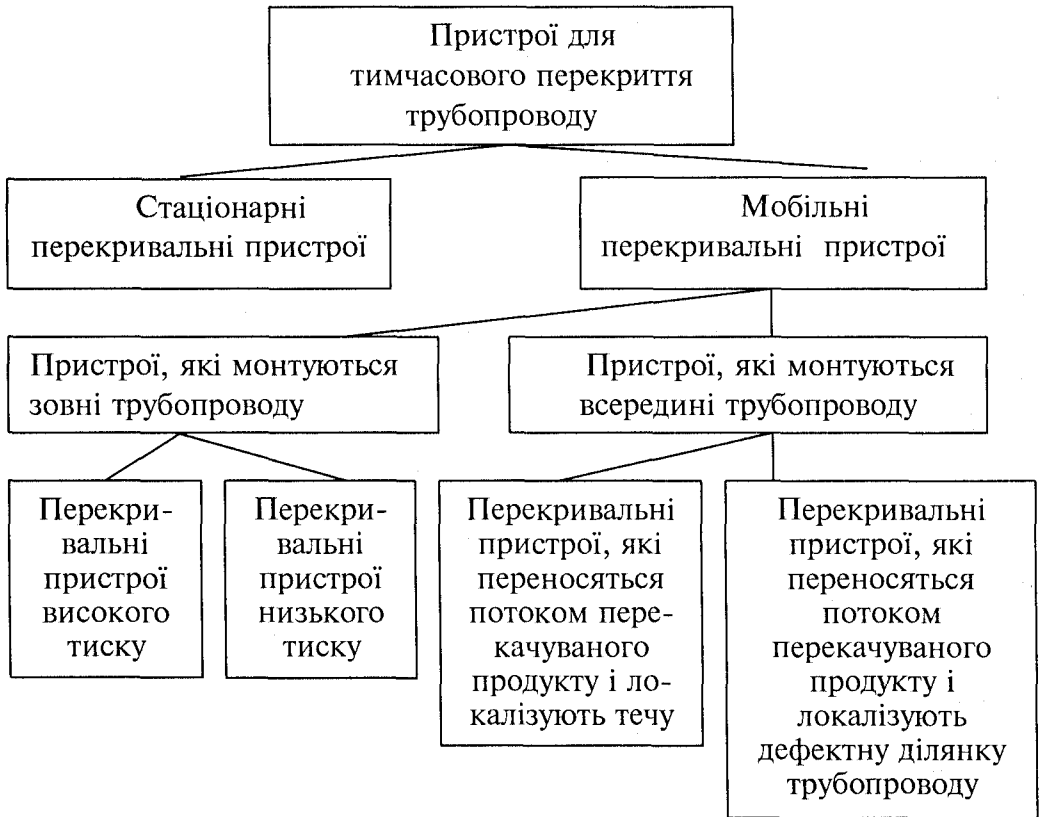 Пристрої для
тимчасового перекриття
трубопроводу
Стаціонарні
перекривальні пристрої
Мобільні
перекривальні пристрої
Пристрої, які монтуються
зовні трубопроводу
Пристрої, які монтуються
всередині трубопроводу
Перекри-
вальні
пристрої
високого
тиску
Перекри-
вальні
пристрої
низького
тиску
Перекривальні
пристрої, які
переносяться
потоком пере-
качуваного
продукту і ло-
калізують течу
Перекривальні
пристрої, які
переносяться
потоком
перекачуваного
продукту і
локалізують
дефектну ділянку
трубопроводу